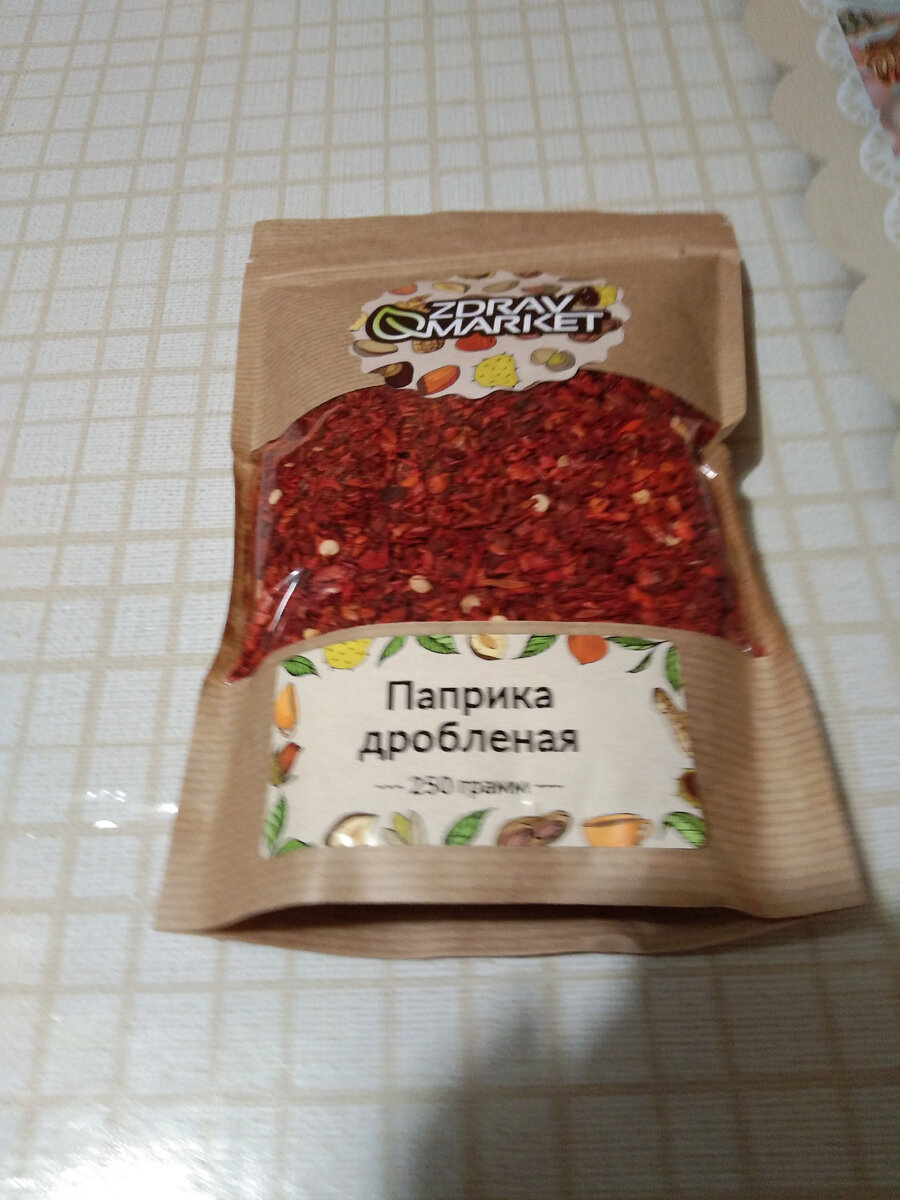 ZDRAV
MARKET
Паприка
дробленая
250 грамм